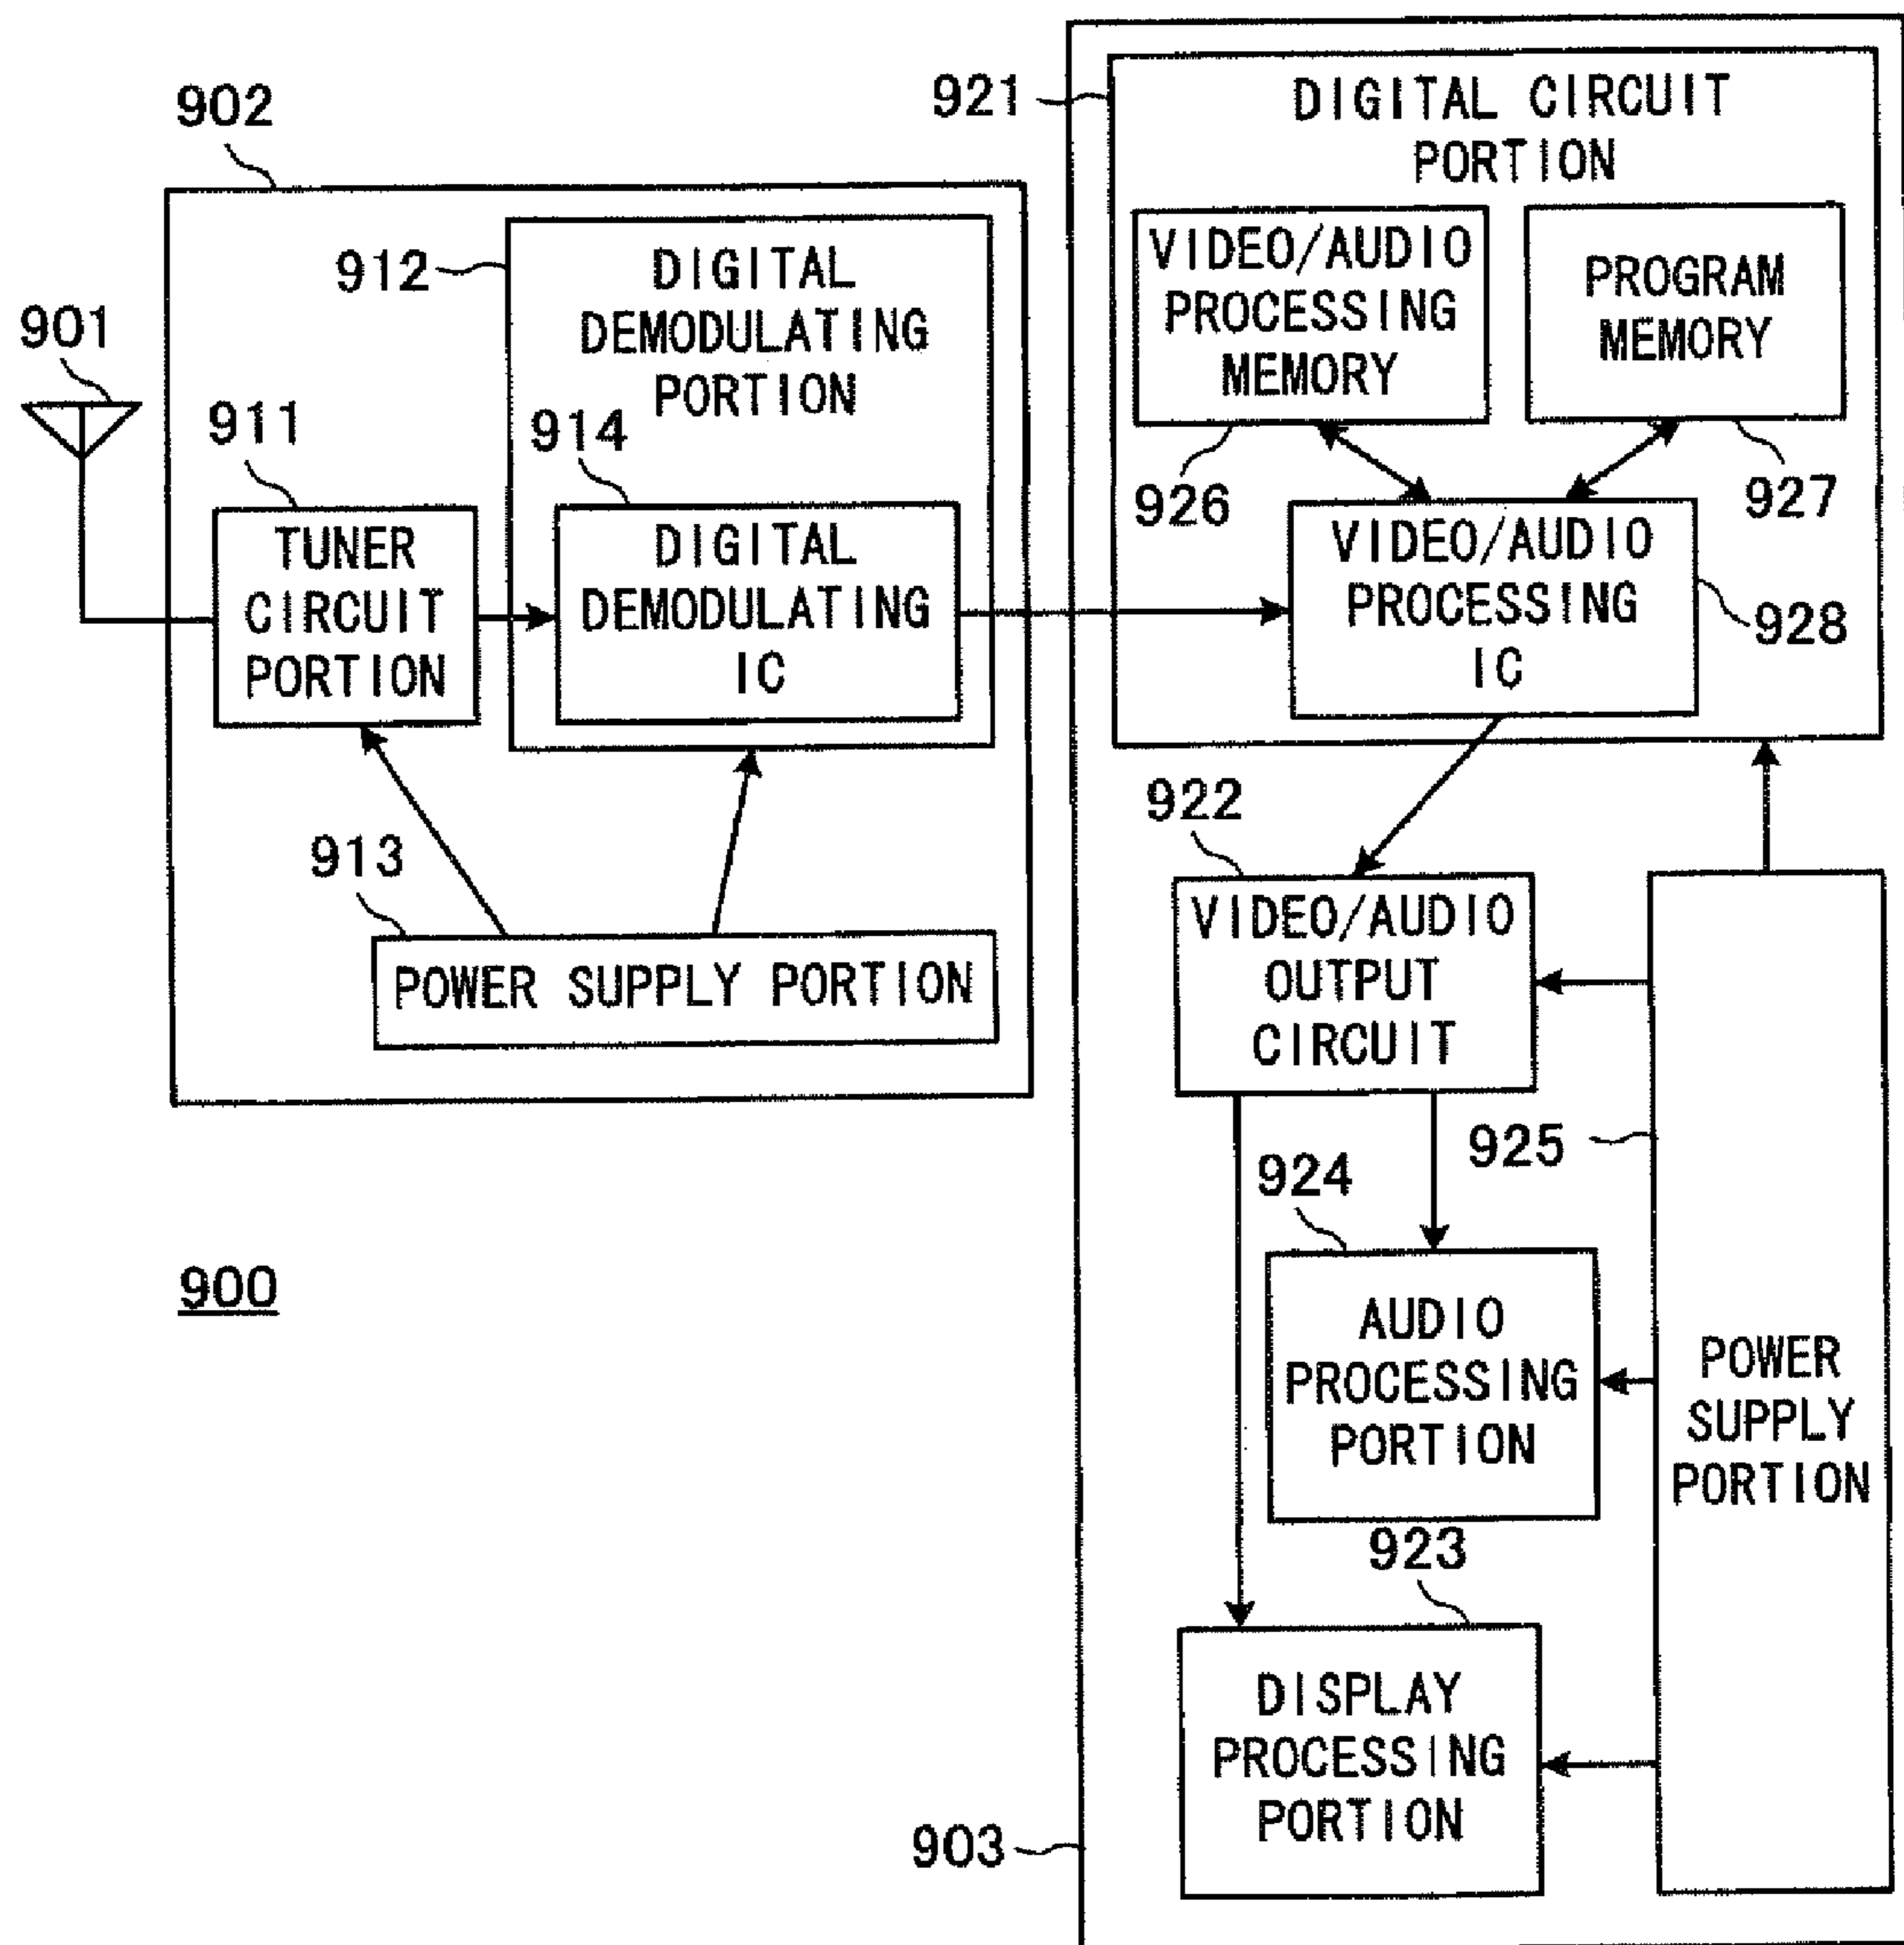 902
912
DIGITAL
DEMODULATING
PORTION
901
911
914
TUNER
CIRCUIT
PORTION
DIGITAL
DEMODULATING
IC
913
POWER SUPPLY PORTION
900
921
DIGITAL CIRCUIT
PORTION
VIDEO/AUDIO
PROCESSING
MEMORY
PROGRAM
MEMORY
926
927
VIDEO/AUDIO
PROCESSING
IC
928
922
VIDEO/AUDIO
OUTPUT
CIRCUIT
925
924
AUDIO
PROCESSING
PORTION
POWER
SUPPLY
PORTION
923
DISPLAY
PROCESSING
PORTION
903